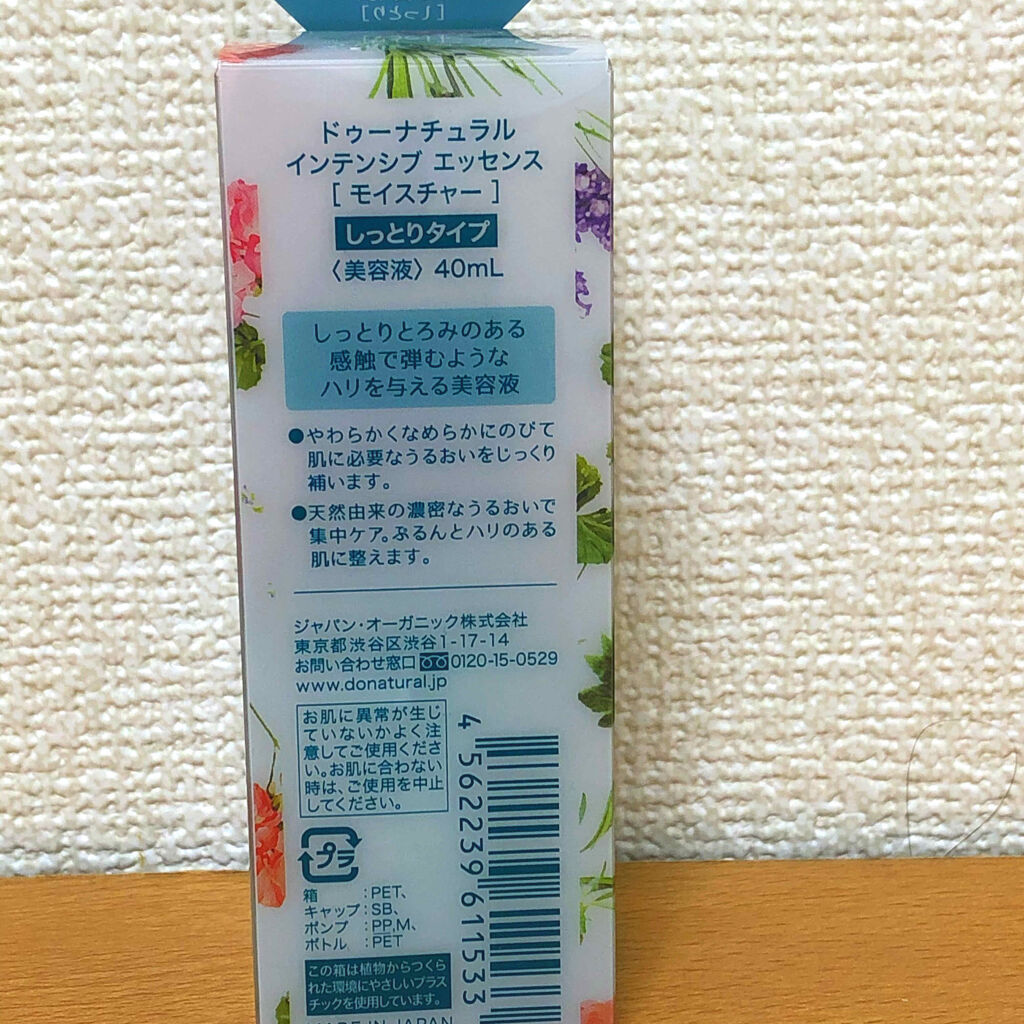 [しっとり]
ドゥーナチュラル
インテンシブ エッセンス
[ モイスチャー ]
しっとりタイプ
〈美容液〉 40mL
しっとりとろみのある
感触で弾むような
ハリを与える美容液
●やわらかくなめらかにのびて
肌に必要なうるおいをじっくり
補います。
●天然由来の濃密なうるおいで
集中ケア。ぷるんとハリのある
肌に整えます。
ジャパン・オーガニック株式会社
東京都渋谷区渋谷1-17-14
お問い合わせ窓口 0120-15-0529
www.donatural.jp
お肌に異常が生じ
ていないかよく注
意してご使用くださ
い。お肌に合わない
時は、ご使用を中止
してください。
4 562239 611533
プラ
箱 :PET、
キャップ:SB、
ポンプ :PP,M、
ボトル :PET
この箱は植物からつくら
れた環境にやさしいプラス
チックを使用しています。
MADE IN JAPAN